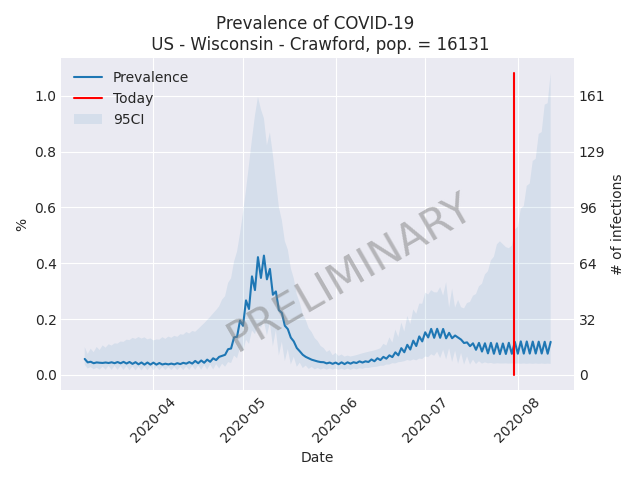 Prevalence of COVID-19
US - Wisconsin - Crawford, pop. = 16131
Prevalence
Today
95CI
1.0
0.8
0.6
0.4
0.2
0.0
%
161
129
96
64
32
0
# of infections
PRELIMINARY
2020-04
2020-05
2020-06
2020-07
2020-08
Date